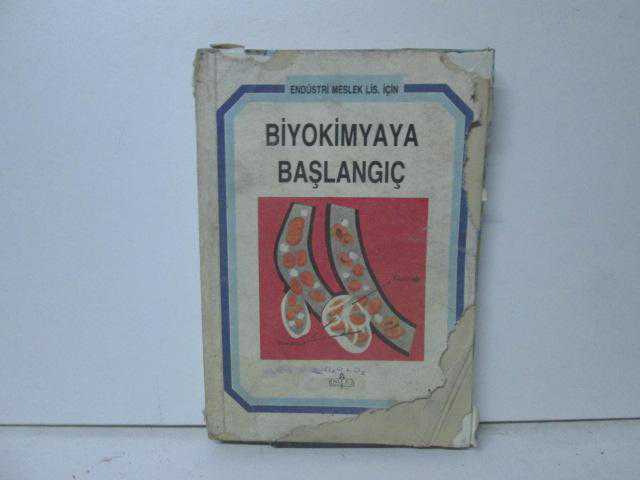 ENDÜSTRİ MESLEK LİS. İÇİN
BİYOKİMYAYA
BAŞLANGIÇ